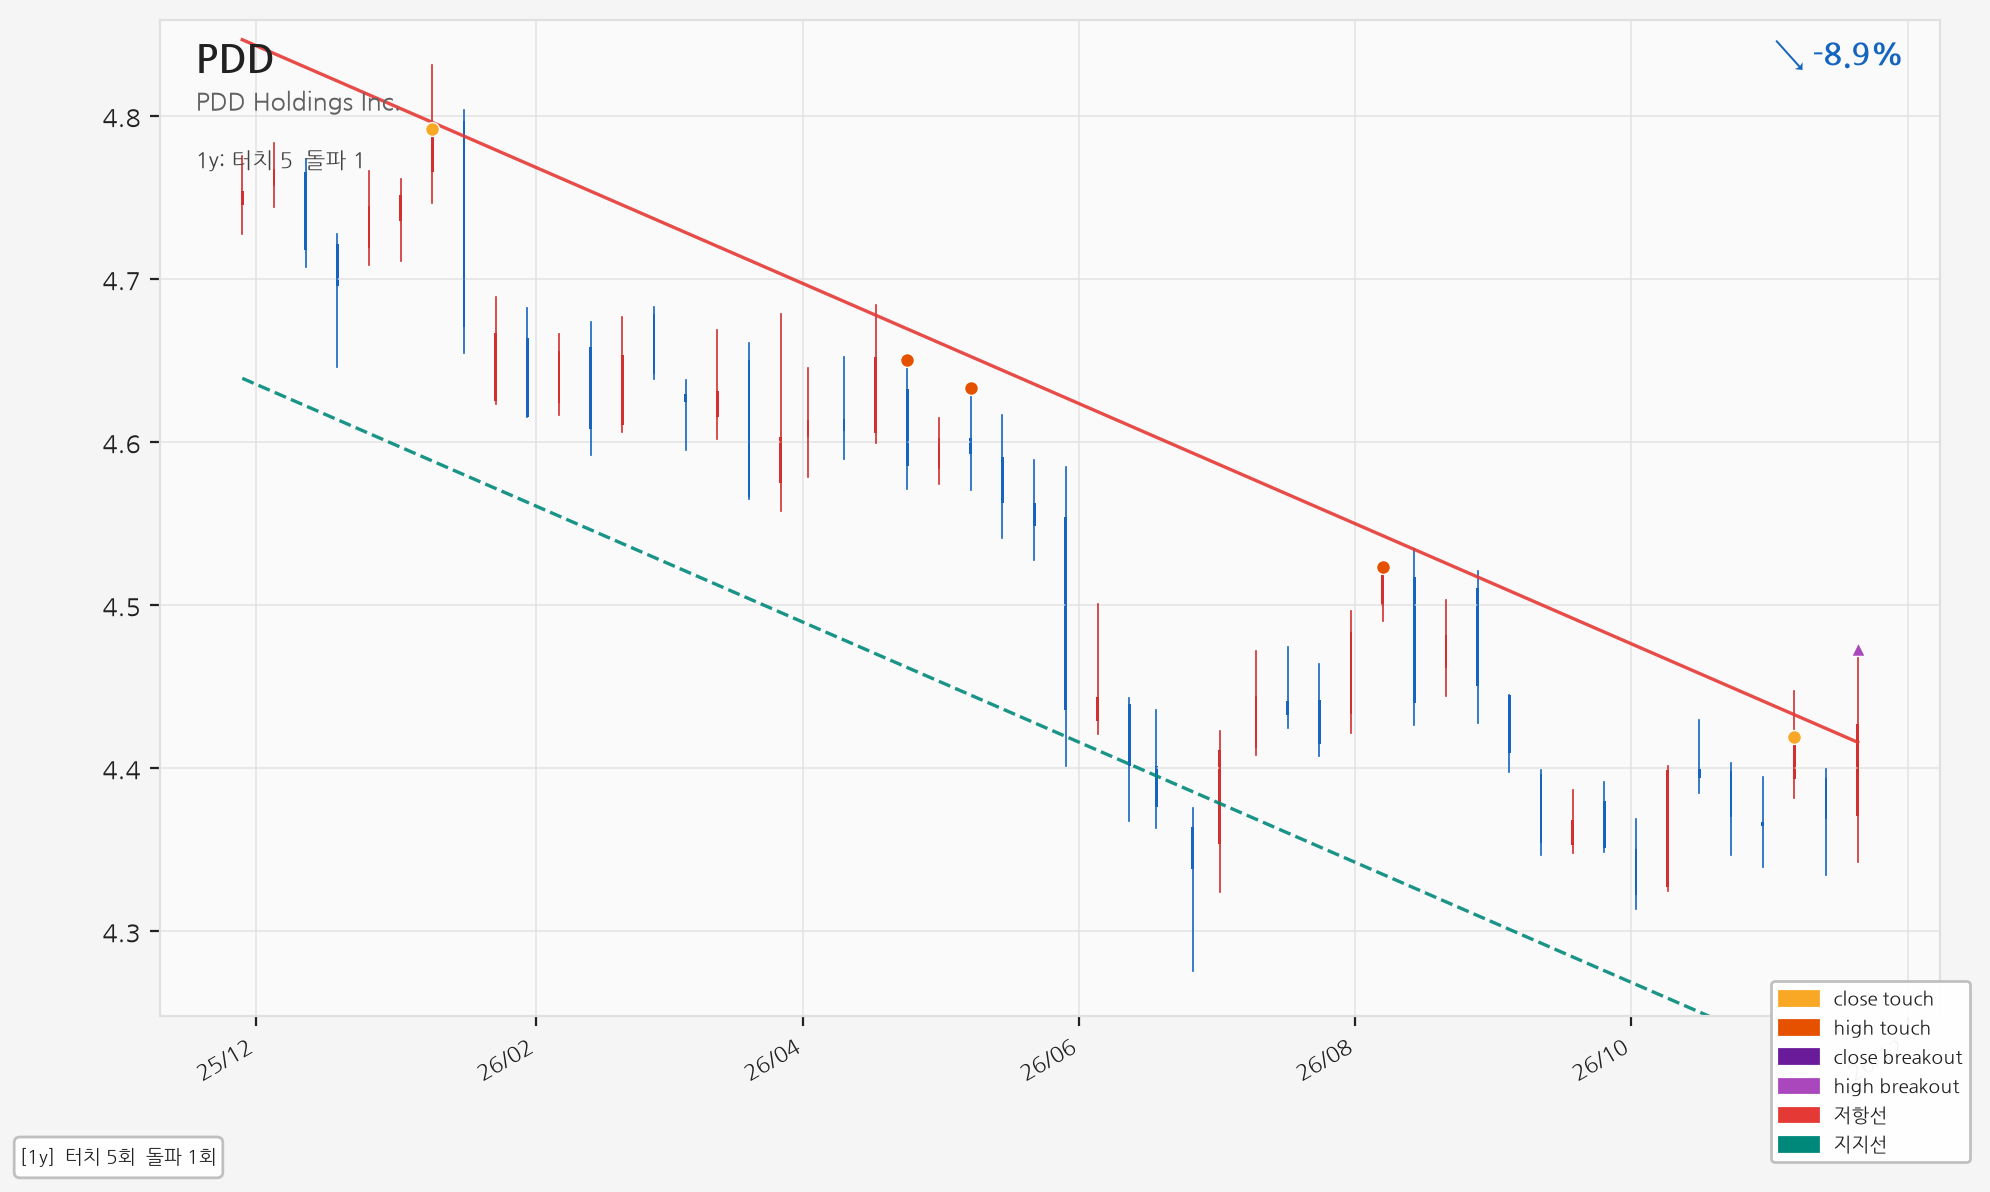 PDD
PDD Holdings Inc.
1y: 터치 5 돌파 1
-8.9%
4.8
4.7
4.6
4.5
4.4
4.3
25/12
26/02
26/04
26/06
26/08
26/10
close touch
high touch
close breakout
high breakout
저항선
지지선
[1y] 터치 5회 돌파 1회